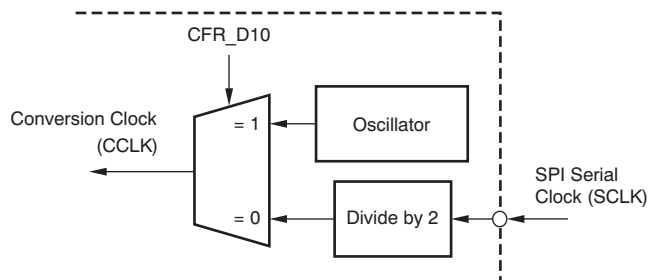 CFR_D10
Conversion Clock
(CCLK)
= 1
Oscillator
SPI Serial
Clock (SCLK)
= 0
Divide by 2